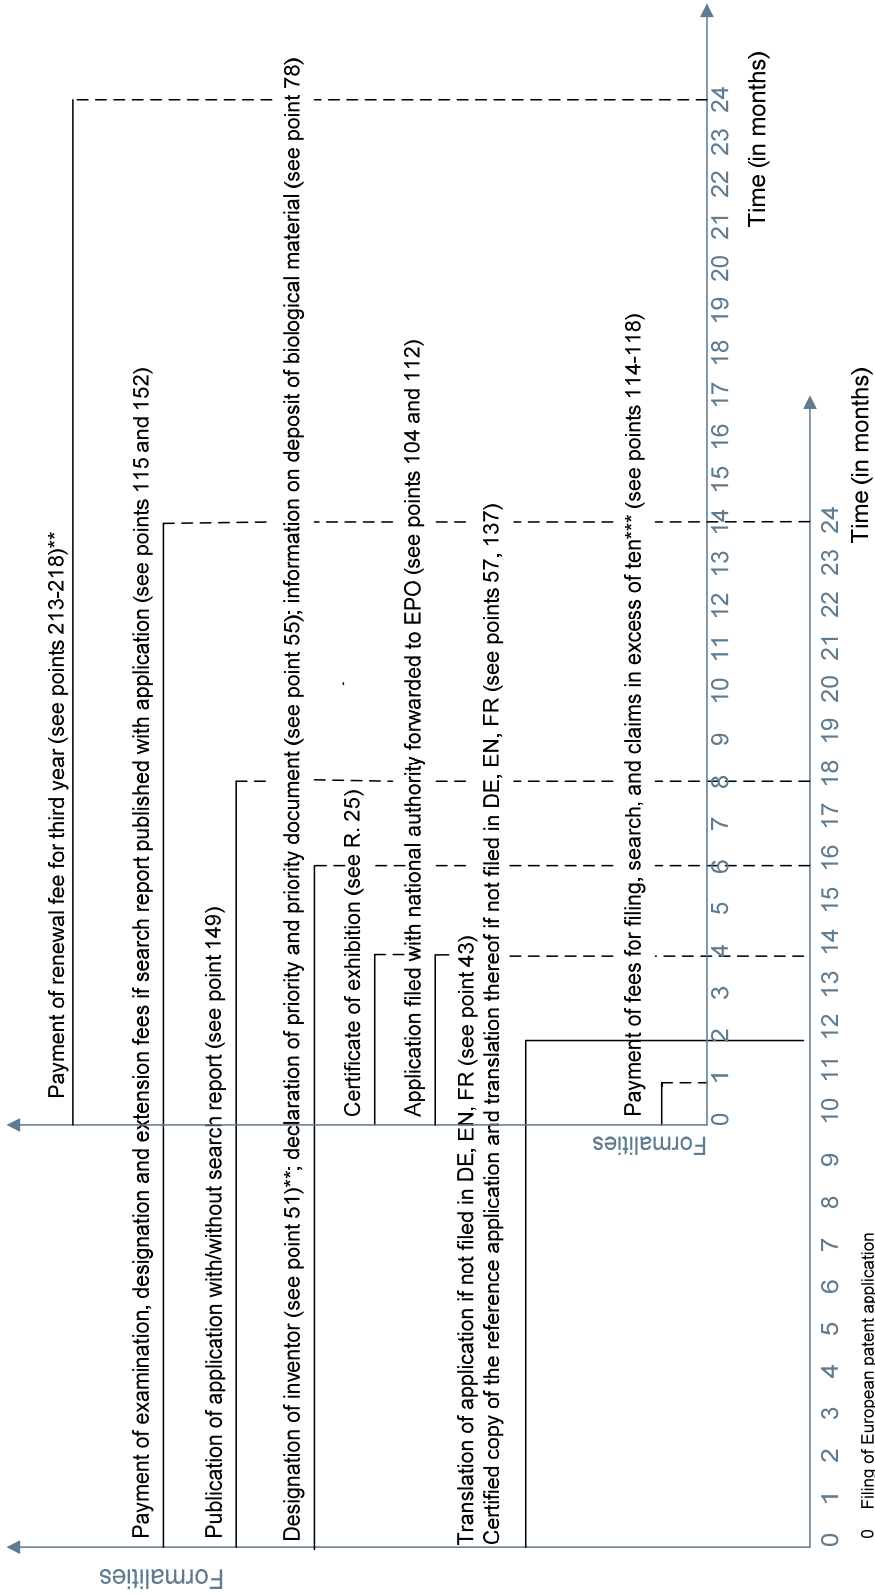 Formalities
Payment of renewal fee for third year (see points 213-218)**
Payment of examination, designation and extension fees if search report published with application (see points 115 and 152)
Publication of application with/without search report (see point 149)
Designation of inventor (see point 51)**; declaration of priority and priority document (see point 55); information on deposit of biological material (see point 78)
Certificate of exhibition (see R. 25)
Application filed with national authority forwarded to EPO (see points 104 and 112)
Translation of application if not filed in DE, EN, FR (see point 43)
Certified copy of the reference application and translation thereof if not filed in DE, EN, FR (see points 57, 137)
Payment of fees for filing, search, and claims in excess of ten*** (see points 114-118)
Formalities
0 1 2 3 4 5 6 7 8 9 10 11 12 13 14 15 16 17 18 19 20 21 22 23 24
Time (in months)
0 1 2 3 4 5 6 7 8 9 10 11 12 13 14 15 16 17 18 19 20 21 22 23 24
Time (in months)
0 Filing of European patent application